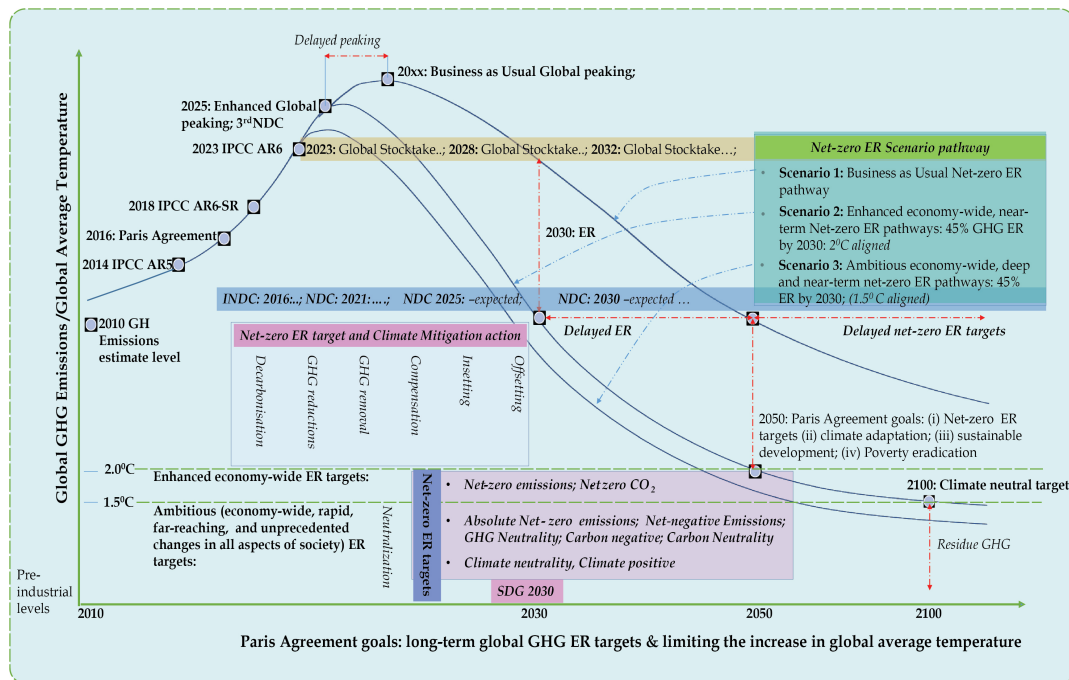 Delayed peaking
20xx: Business as Usual Global peaking;
2025: Enhanced Global
peaking; 3rdNDC
2023 IPCC AR6
2023: Global Stocktake..; 2028: Global Stocktake..; 2032: Global Stocktake…;
Net-zero ER Scenario pathway
• Scenario 1: Business as Usual Net-zero ER
pathway
• Scenario 2: Enhanced economy-wide, near-
term Net-zero ER pathways: 45% GHG ER
by 2030: 2⁰C aligned
• Scenario 3: Ambitious economy-wide, deep
and near-term net-zero ER pathways: 45%
ER by 2030; (1.5⁰C aligned)
2018 IPCC AR6-SR
2016: Paris Agreement
2014 IPCC AR5
2030: ER
INDC: 2016:..; NDC: 2021:….; NDC 2025: –expected; NDC: 2030 –expected …
2010 GH
Emissions
estimate level
Delayed ER
Delayed net-zero ER targets
Net-zero ER target and Climate Mitigation action
Decarbonisation
GHG reductions
GHG removal
Compensation
Insetting
Offsetting
2050: Paris Agreement goals: (i) Net-zero ER
targets (ii) climate adaptation; (iii) sustainable
development; (iv) Poverty eradication
Global GHG Emissions/Global Average Temperature
2.0⁰C
1.5⁰C
Enhanced economy-wide ER targets:
Ambitious (economy-wide, rapid,
far-reaching, and unprecedented
changes in all aspects of society) ER
targets:
Neutralization
Net-zero ER targets
• Net-zero emissions; Netzero CO₂
• Absolute Net- zero emissions; Net-negative Emissions;
GHG Neutrality; Carbon negative; Carbon Neutrality
• Climate neutrality, Climate positive
2100: Climate neutral target
Residue GHG
SDG 2030
Pre-
industrial
levels
2010
2030
2050
2100
Paris Agreement goals: long-term global GHG ER targets & limiting the increase in global average temperature